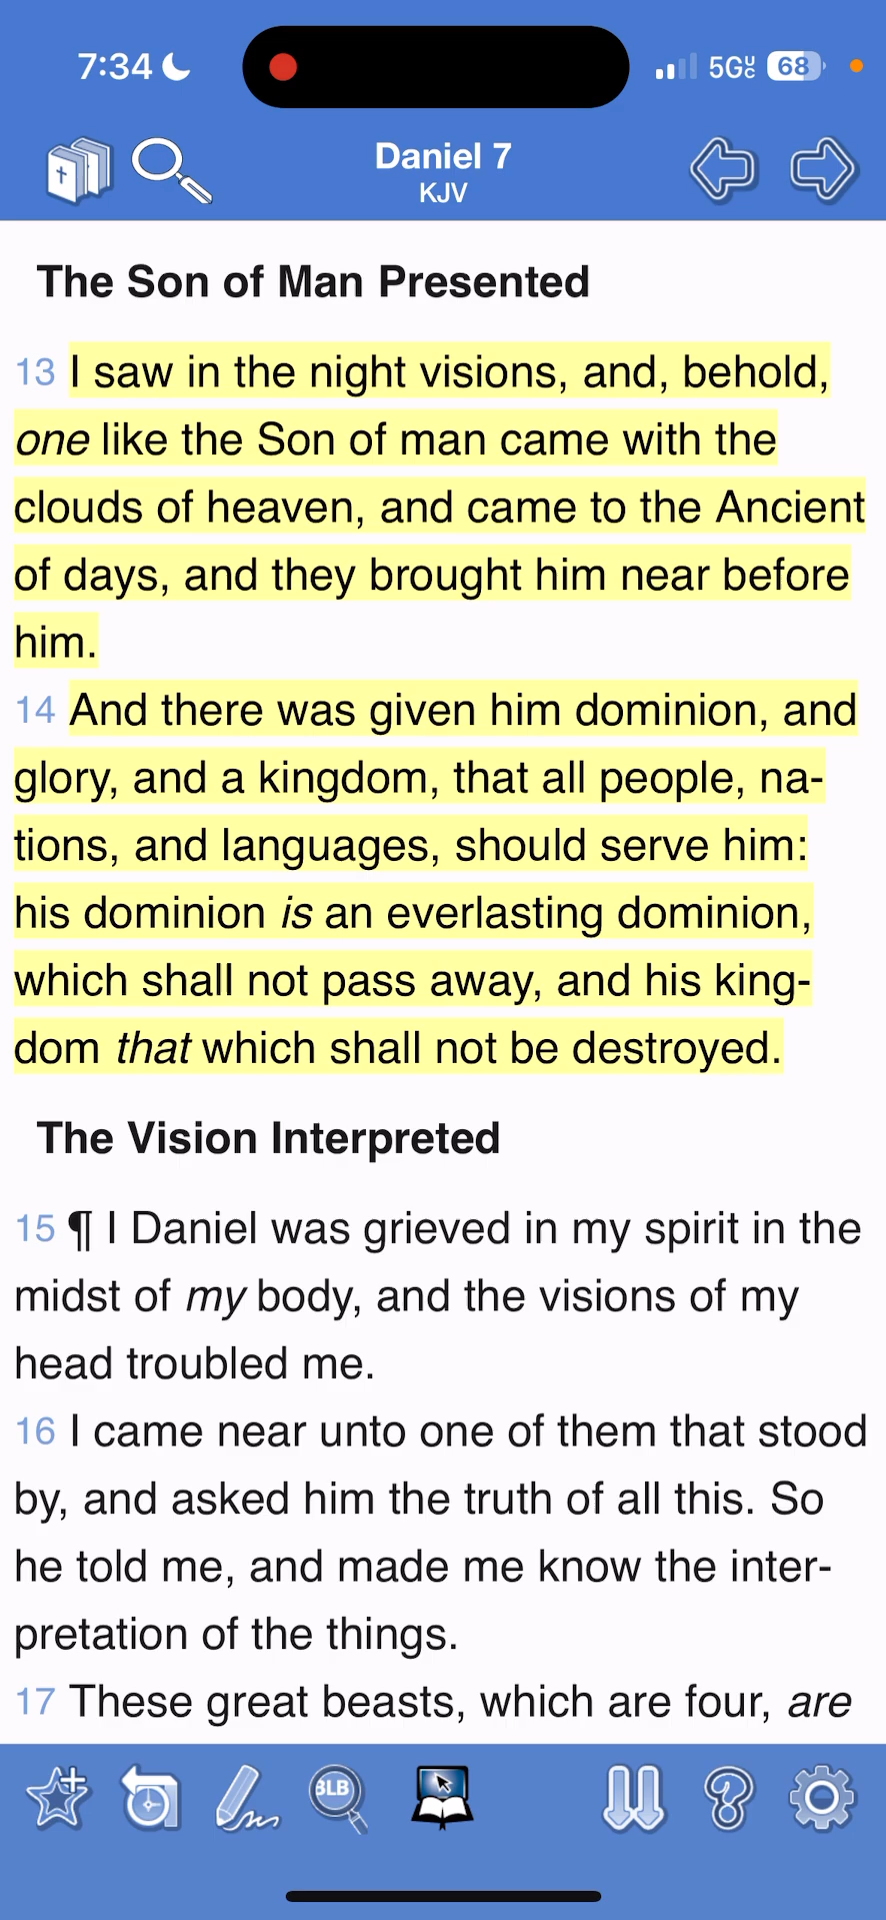 7:34
5G UC 68
Daniel 7
KJV
The Son of Man Presented
13 I saw in the night visions, and, behold,
one like the Son of man came with the
clouds of heaven, and came to the Ancient
of days, and they brought him near before
him.
14 And there was given him dominion, and
glory, and a kingdom, that all people, na-
tions, and languages, should serve him:
his dominion is an everlasting dominion,
which shall not pass away, and his king-
dom that which shall not be destroyed.
The Vision Interpreted
15 ¶ I Daniel was grieved in my spirit in the
midst of my body, and the visions of my
head troubled me.
16 I came near unto one of them that stood
by, and asked him the truth of all this. So
he told me, and made me know the inter-
pretation of the things.
17 These great beasts, which are four, are
BLB